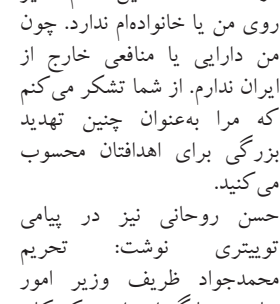 روی من یا خانواده‌ام ندارد. چون
من دارایی یا منافعی خارج از
ایران ندارم. از شما تشکر می‌کنم
که مرا به‌عنوان چنین تهدید
بزرگی برای اهدافتان محسوب
می‌کنید.
حسن روحانی نیز در پیامی
توییتری نوشت: تحریم
محمدجواد ظریف وزیر امور